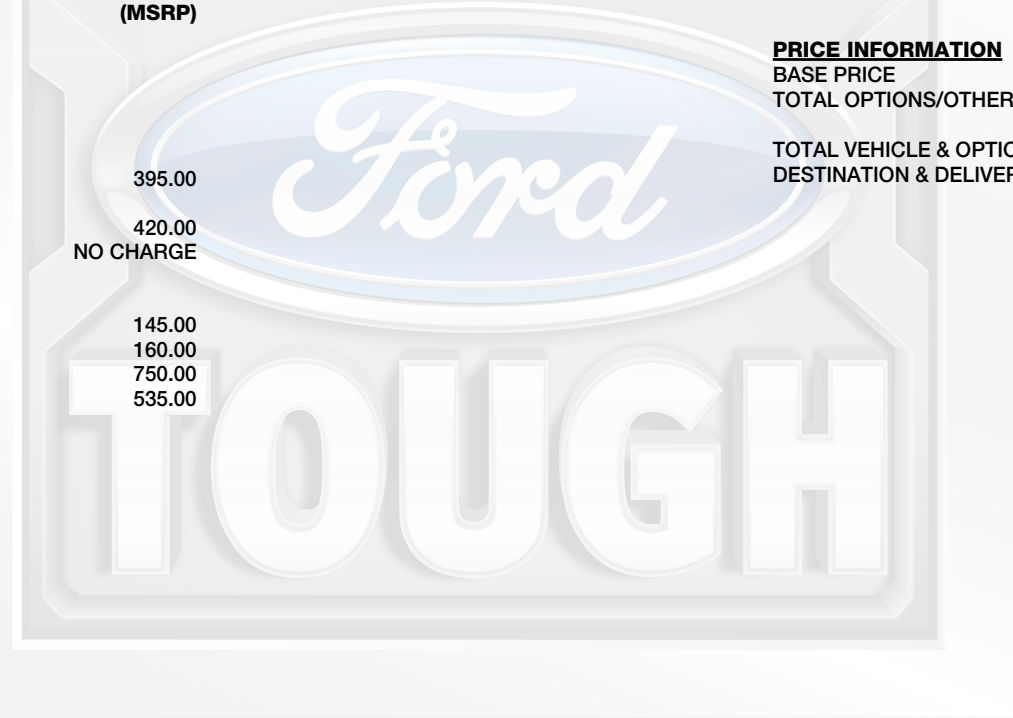 (MSRP)
395.00
420.00
NO CHARGE
145.00
160.00
750.00
535.00
PRICE INFORMATION
BASE PRICE
TOTAL OPTIONS/OTHER
TOTAL VEHICLE & OPTIO
DESTINATION & DELIVER
Ford
TOUGH